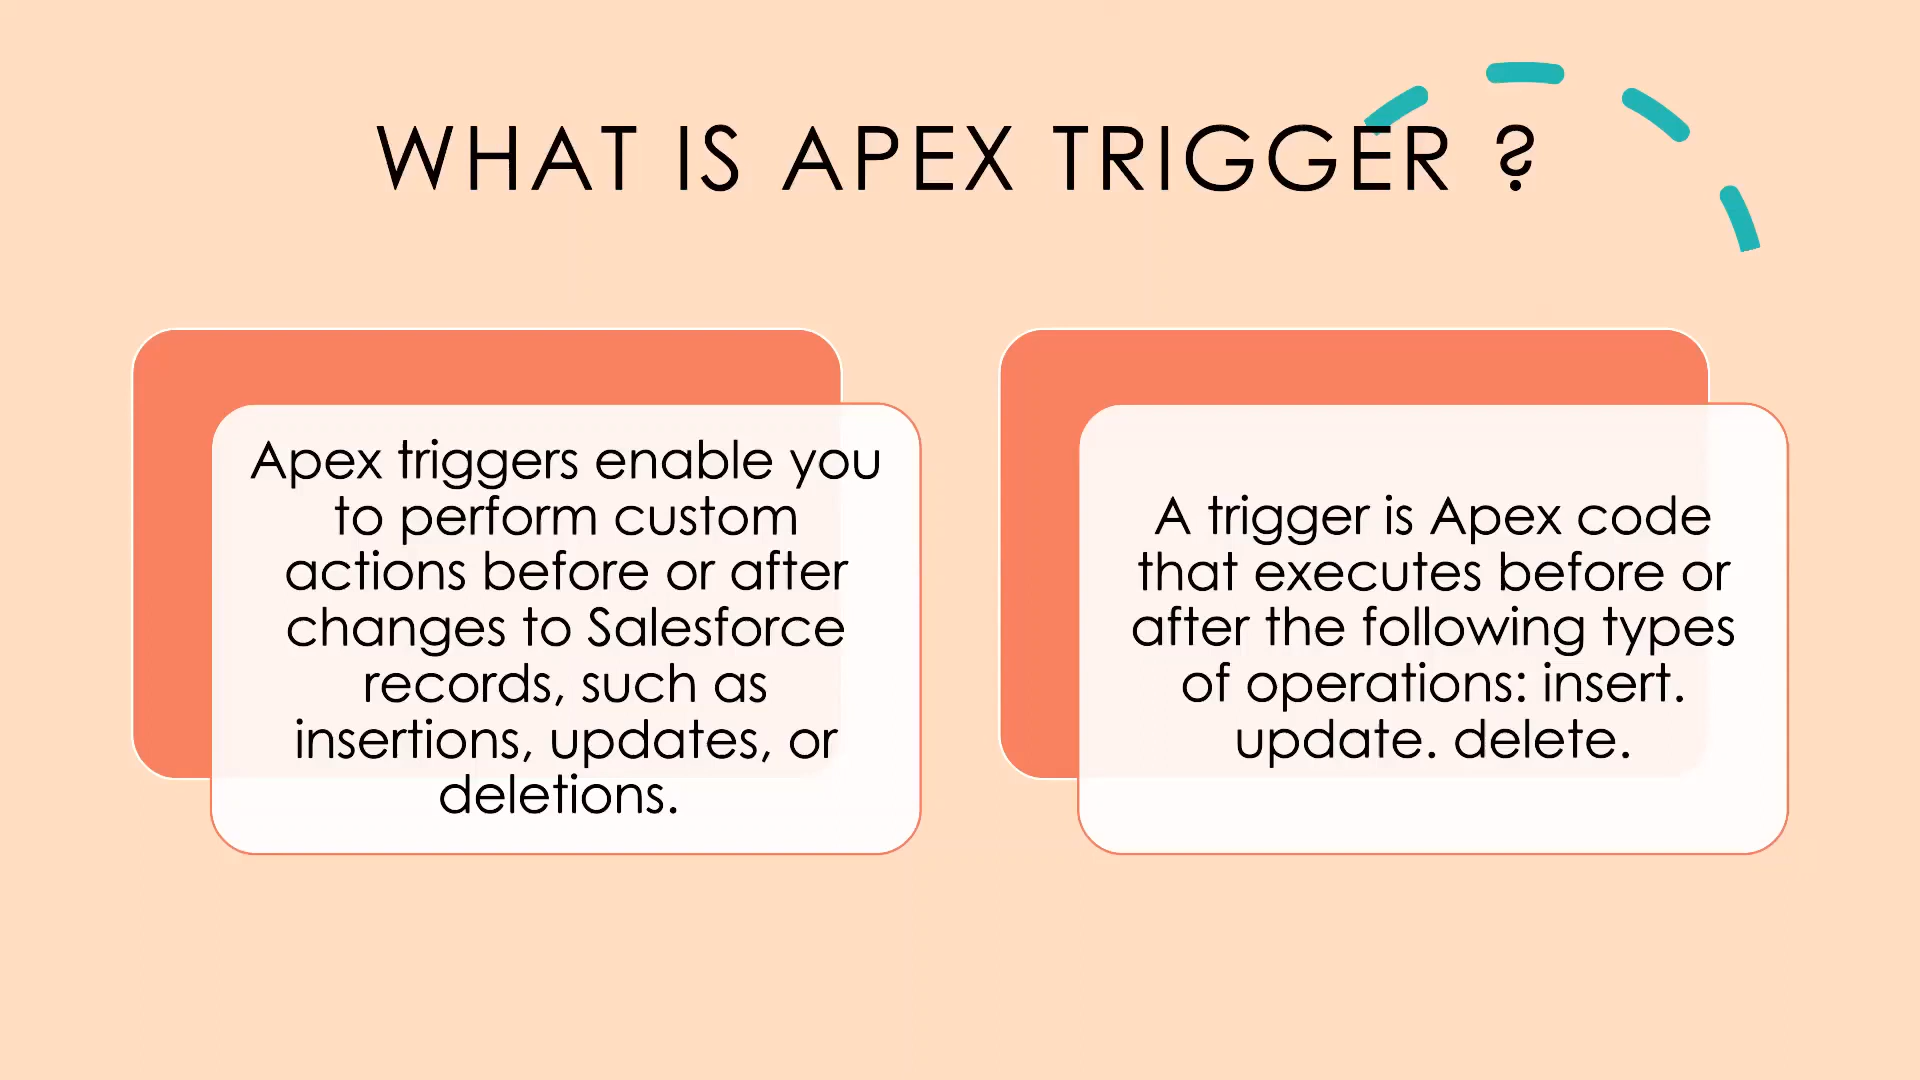 WHAT IS APEX TRIGGER ?
Apex triggers enable you
to perform custom
actions before or after
changes to Salesforce
records, such as
insertions, updates, or
deletions.
A trigger is Apex code
that executes before or
after the following types
of operations: insert.
update. delete.